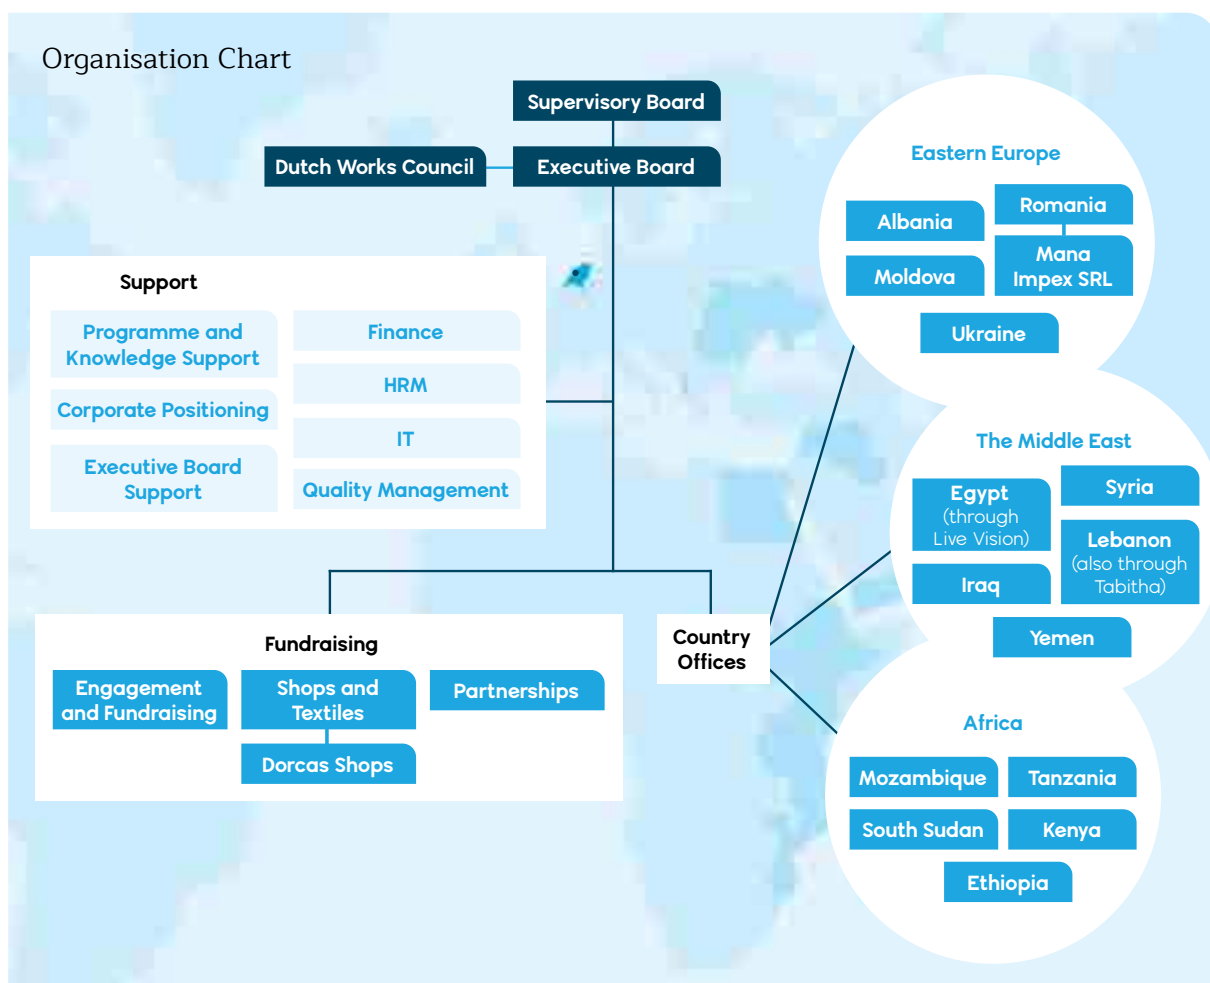 Organisation Chart
Supervisory Board
Dutch Works Council
Executive Board
Support
Programme and
Knowledge Support
Corporate Positioning
Executive Board
Support
Finance
HRM
IT
Quality Management
Fundraising
Engagement
and Fundraising
Shops and
Textiles
Dorcas Shops
Partnerships
Country
Offices
Eastern Europe
Albania
Romania
Moldova
Mana
Impex SRL
Ukraine
The Middle East
Egypt
(through
Live Vision)
Syria
Iraq
Lebanon
(also through
Tabitha)
Yemen
Africa
Mozambique
Tanzania
South Sudan
Kenya
Ethiopia